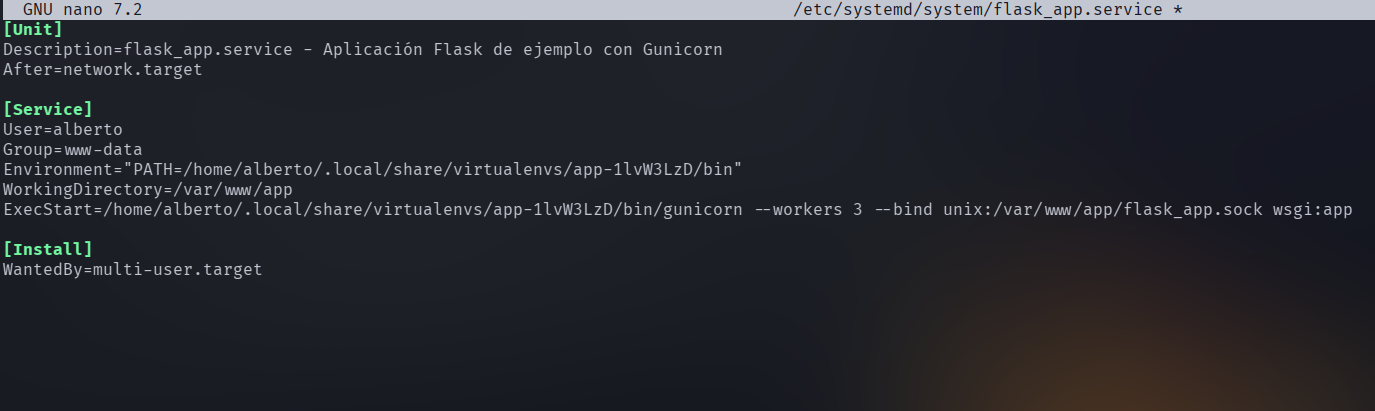 GNU nano 7.2 /etc/systemd/system/flask_app.service *
[Unit]
Description=flask_app.service - Aplicación Flask de ejemplo con Gunicorn
After=network.target
[Service]
User=alberto
Group=www-data
Environment="PATH=/home/alberto/.local/share/virtualenvs/app-1lvW3LzD/bin"
WorkingDirectory=/var/www/app
ExecStart=/home/alberto/.local/share/virtualenvs/app-1lvW3LzD/bin/gunicorn --workers 3 --bind unix:/var/www/app/flask_app.sock wsgi:app
[Install]
WantedBy=multi-user.target